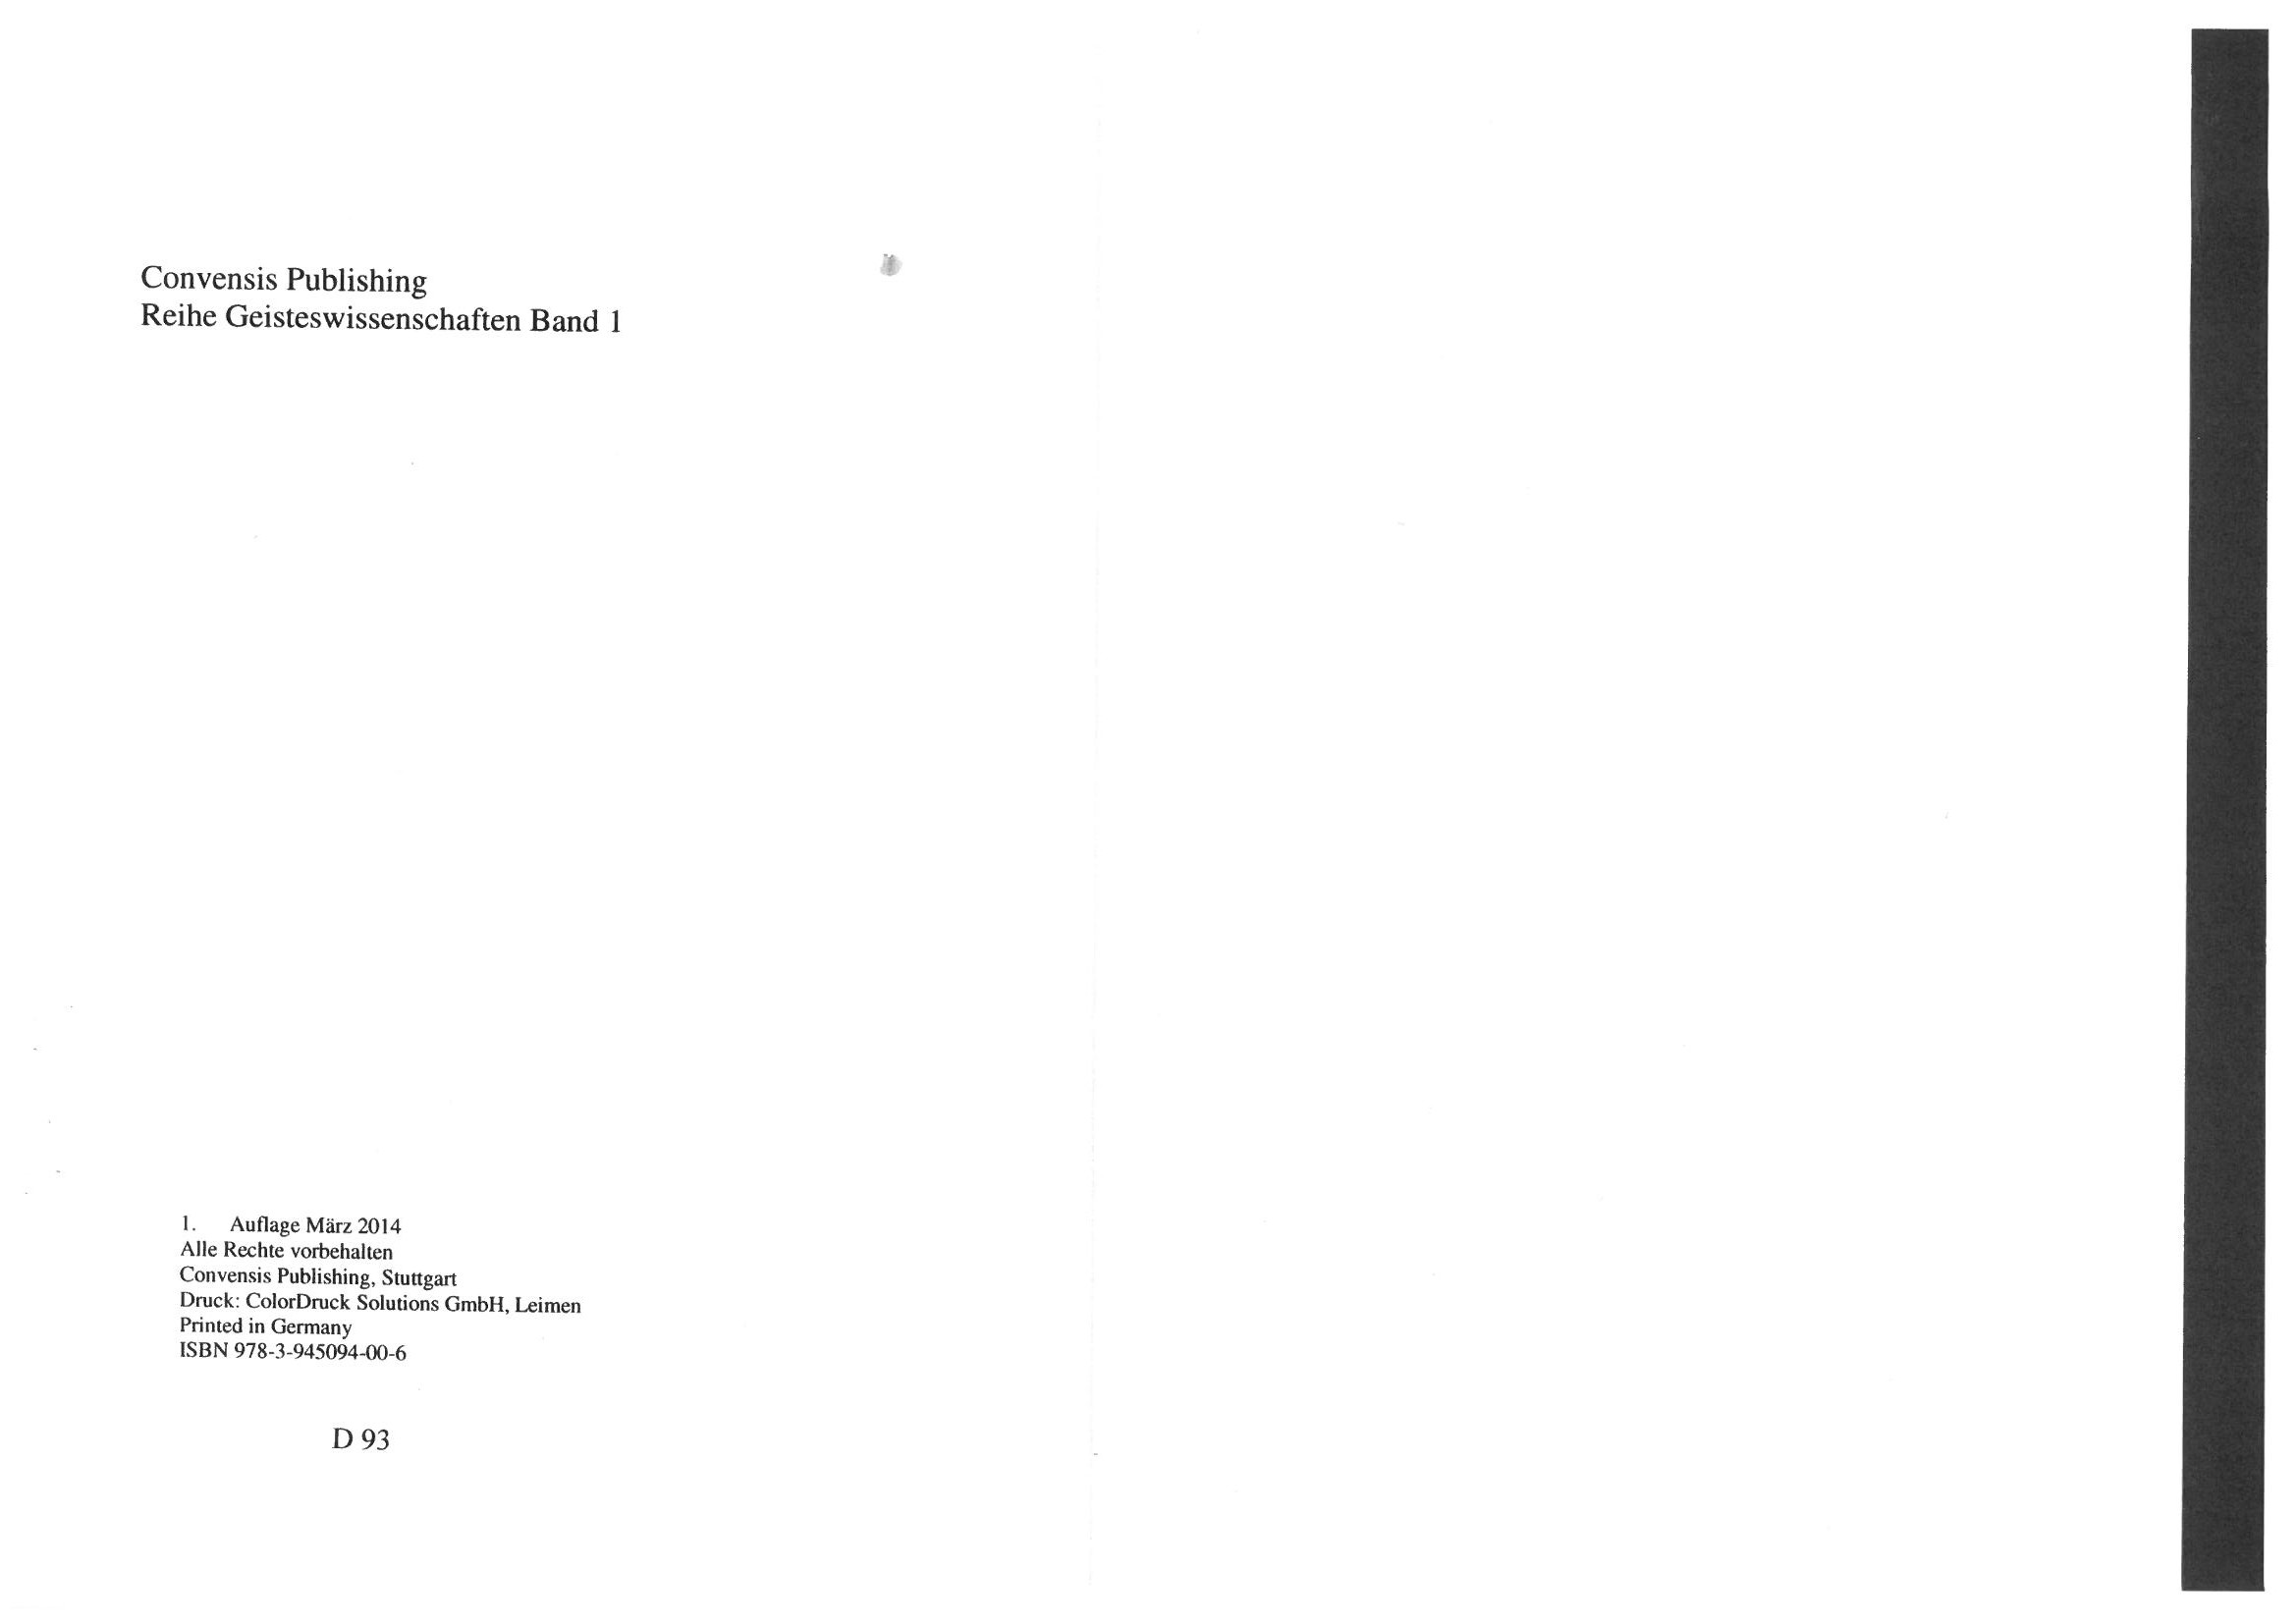 Convensis Publishing
Reihe Geisteswissenschaften Band 1
1. Auflage März 2014
Alle Rechte vorbehalten
Convensis Publishing, Stuttgart
Druck: ColorDruck Solutions GmbH, Leimen
Printed in Germany
ISBN 978-3-945094-00-6
D 93